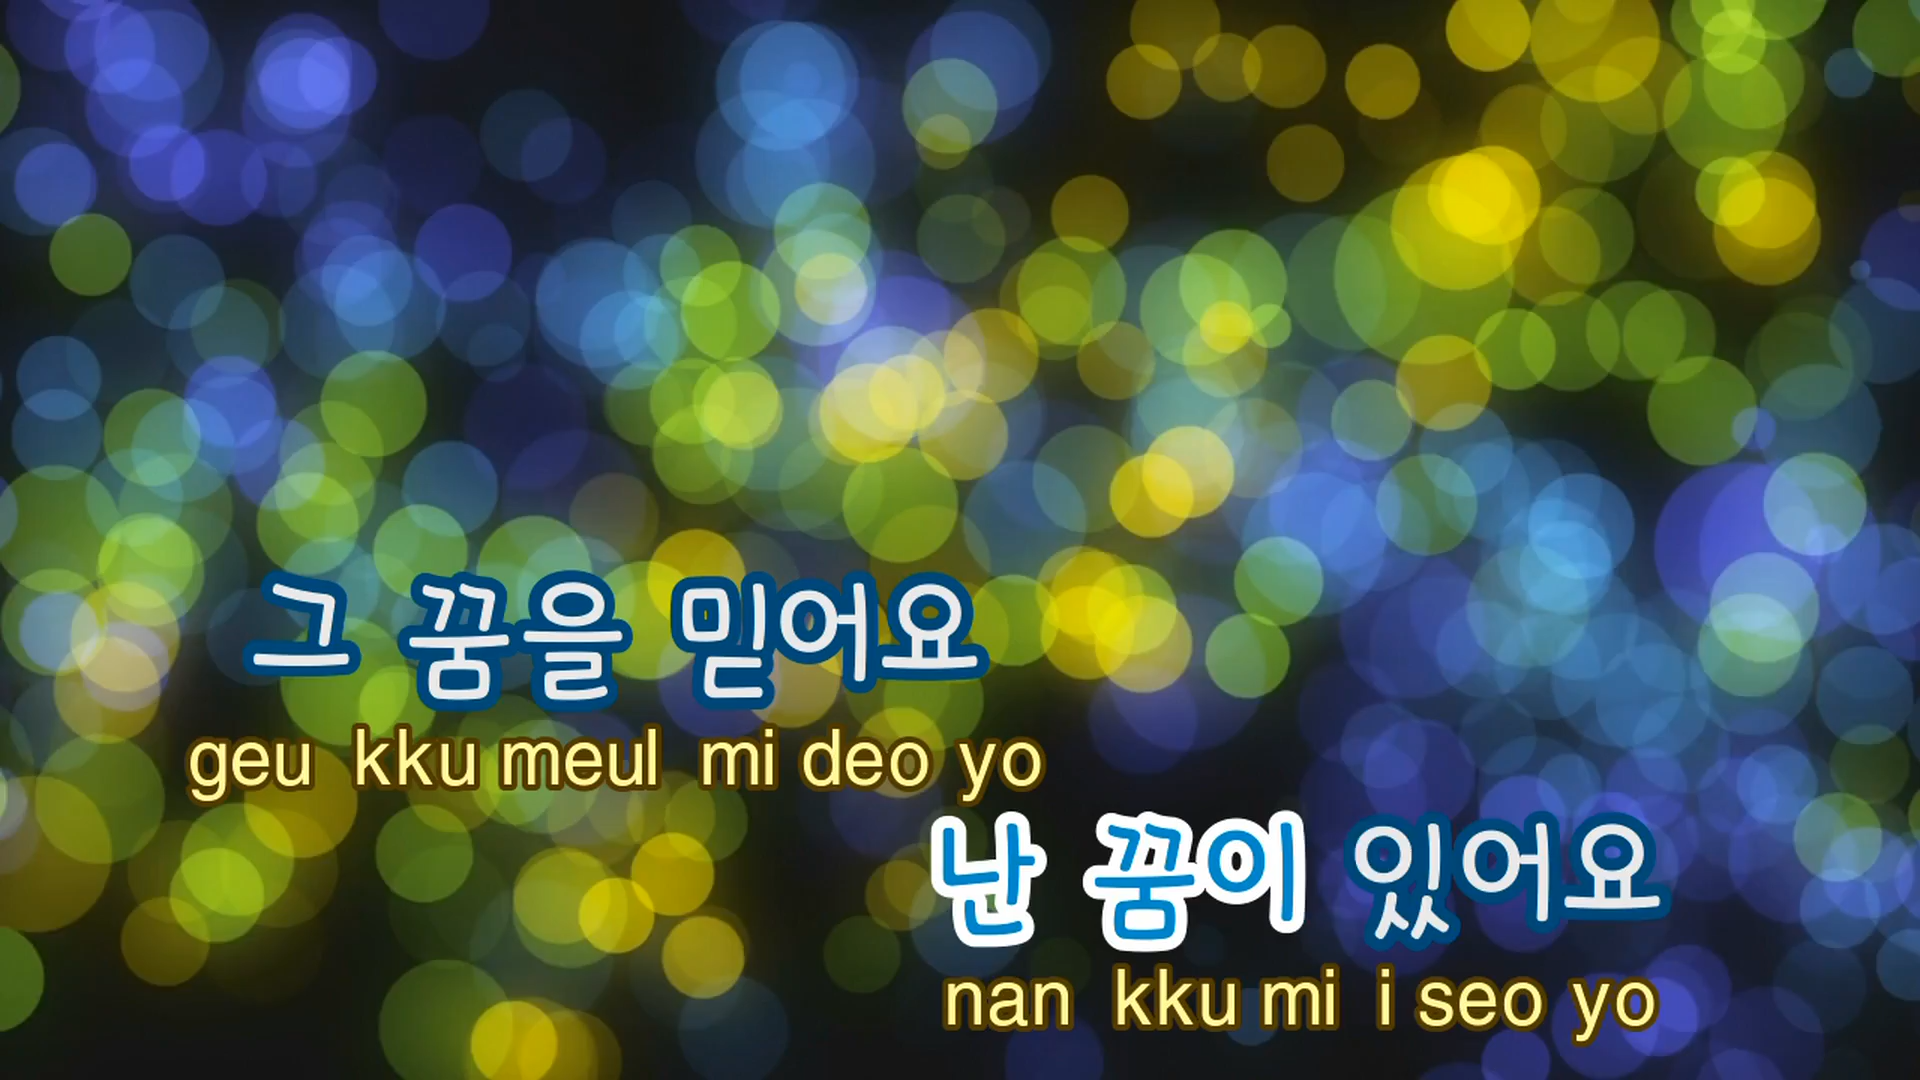 그 꿈을 믿어요
geu kku meul mi deo yo
난 꿈이 있어요
nan kku mi i seo yo